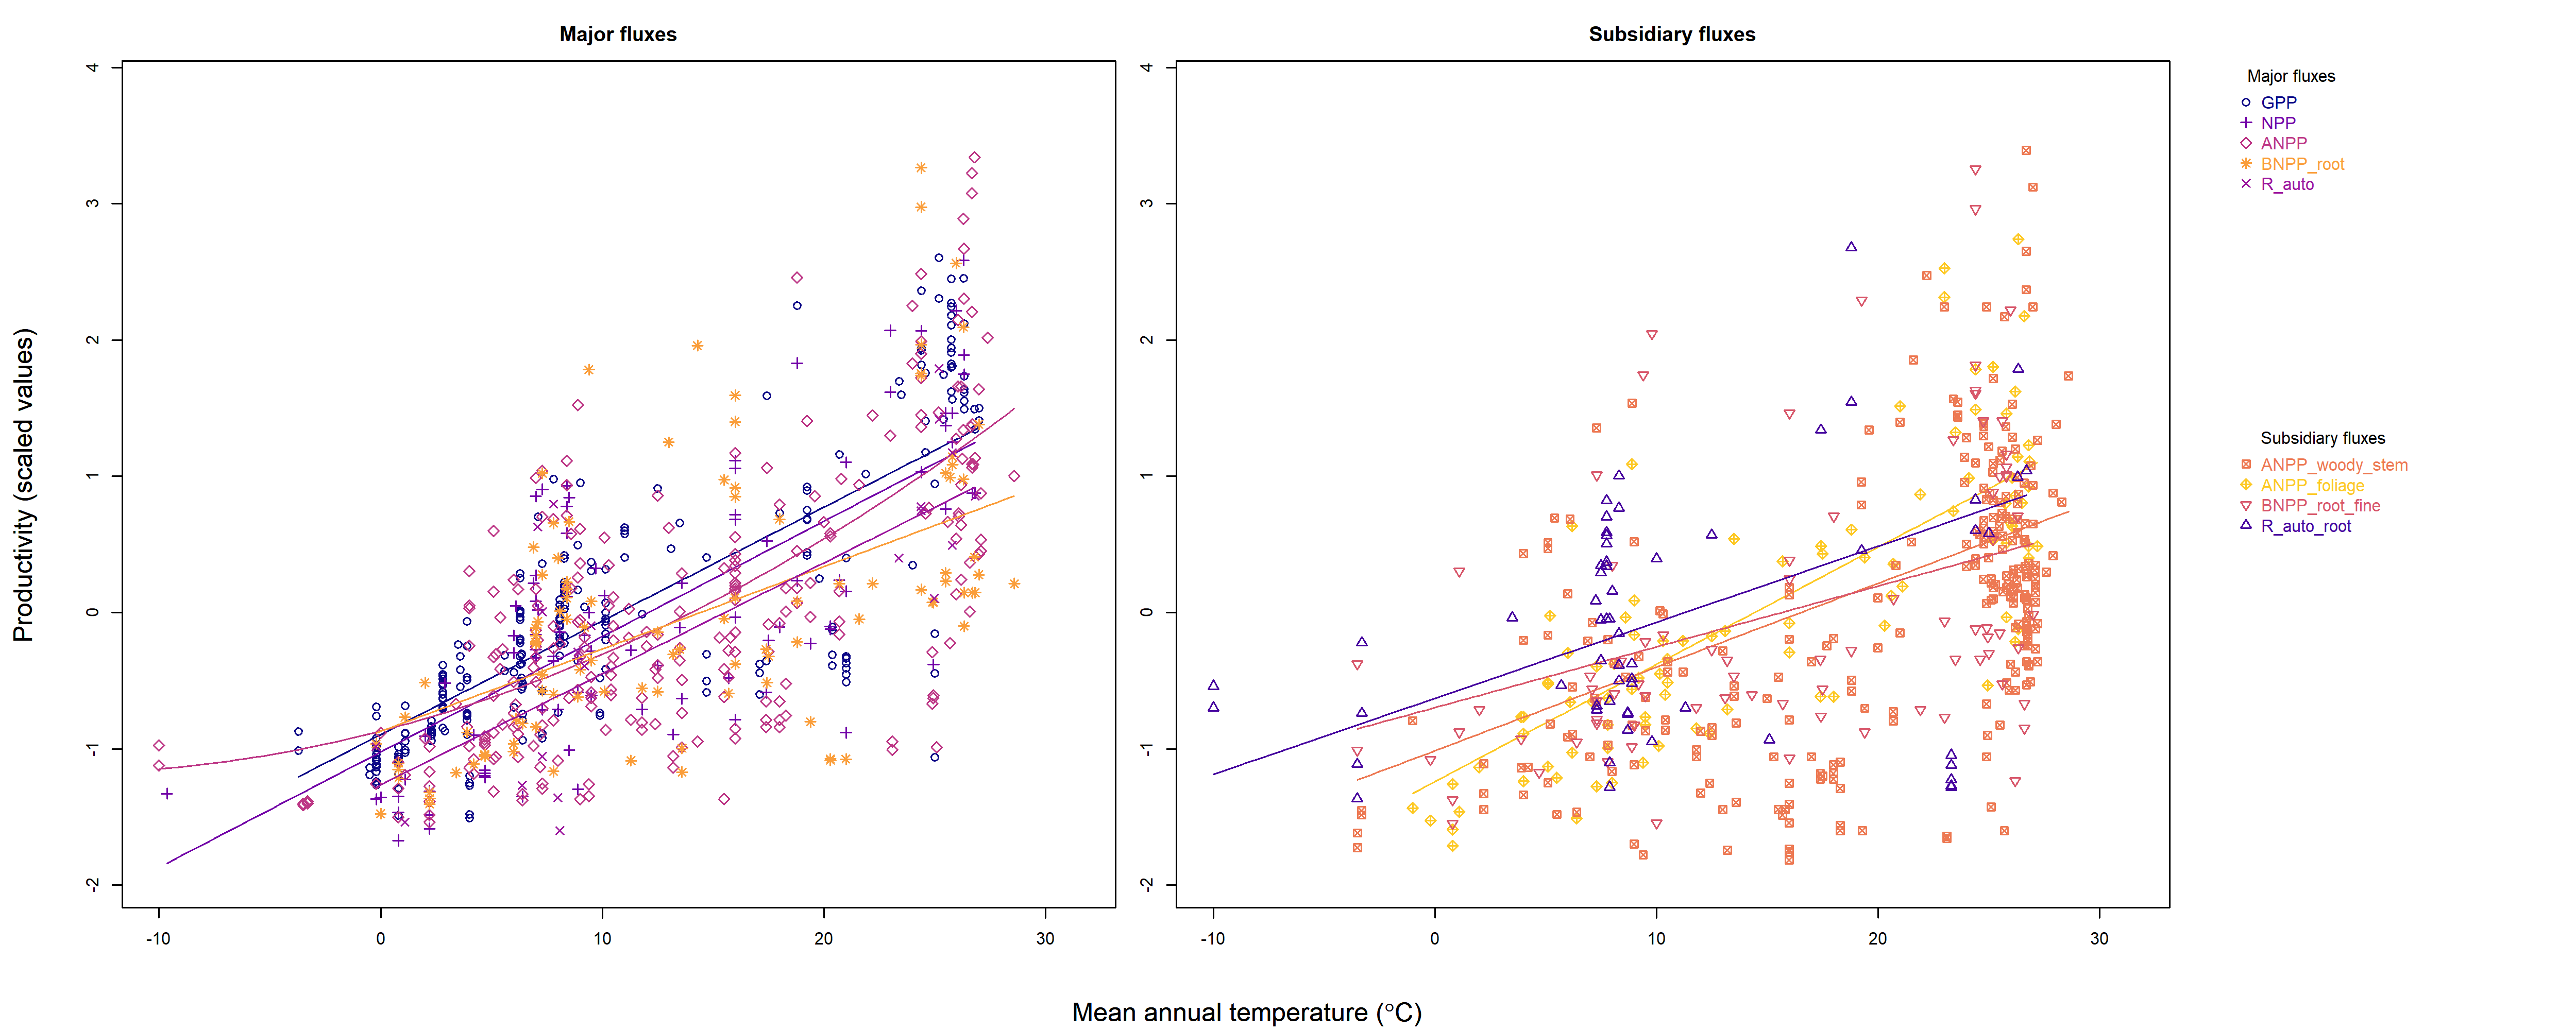 Major fluxes
Subsidiary fluxes
Productivity (scaled values)
4
3
2
1
0
-1
-2
-10
0
10
20
30
4
3
2
1
0
-1
-2
-10
0
10
20
30
Mean annual temperature (°C)
Major fluxes
GPP
NPP
ANPP
BNPP_root
R_auto
Subsidiary fluxes
ANPP_woody_stem
ANPP_foliage
BNPP_root_fine
R_auto_root